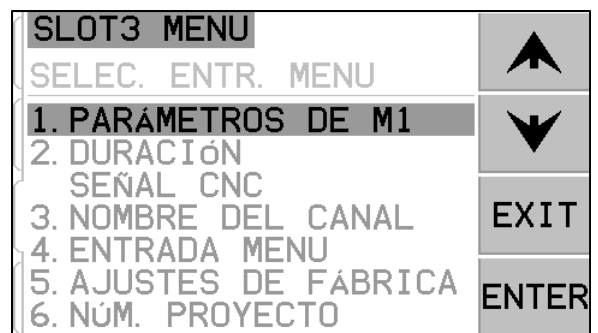 SLOT3 MENU
SELEC. ENTR. MENU
1. PARÁMETROS DE M1
2. DURACIÓN
SEÑAL CNC
3. NOMBRE DEL CANAL
4. ENTRADA MENU
5. AJUSTES DE FÁBRICA
6. NÚM. PROYECTO
EXIT
ENTER